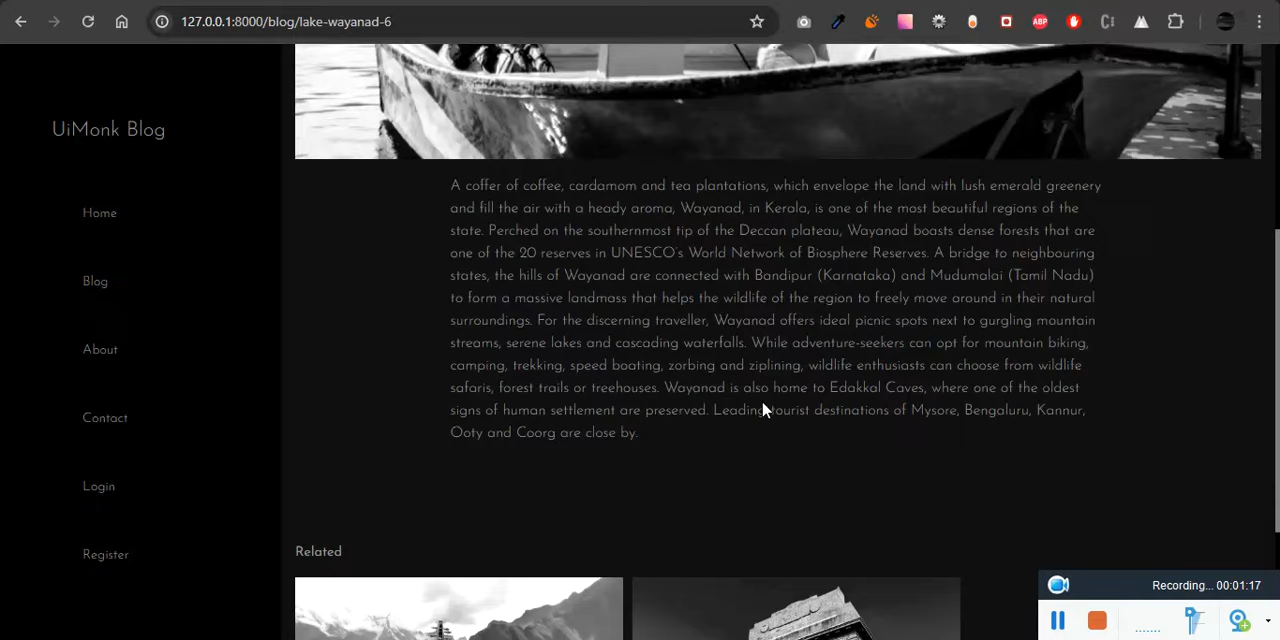 127.0.0.1:8000/blog/lake-wayanad-6
ABP
UiMonk Blog
Home
Blog
About
Contact
Login
Register
A coffer of coffee, cardamom and tea plantations, which envelope the land with lush emerald greenery
and fill the air with a heady aroma, Wayanad, in Kerala, is one of the most beautiful regions of the
state. Perched on the southernmost tip of the Deccan plateau, Wayanad boasts dense forests that are
one of the 20 reserves in UNESCO's World Network of Biosphere Reserves. A bridge to neighbouring
states, the hills of Wayanad are connected with Bandipur (Karnataka) and Mudumalai (Tamil Nadu)
to form a massive landmass that helps the wildlife of the region to freely move around in their natural
surroundings. For the discerning traveller, Wayanad offers ideal picnic spots next to gurgling mountain
streams, serene lakes and cascading waterfalls. While adventure-seekers can opt for mountain biking,
camping, trekking, speed boating, zorbing and ziplining, wildlife enthusiasts can choose from wildlife
safaris, forest trails or treehouses. Wayanad is also home to Edakkal Caves, where one of the oldest
signs of human settlement are preserved. Leading tourist destinations of Mysore, Bengaluru, Kannur,
Ooty and Coorg are close by.
Related
Recording... 00:01:17